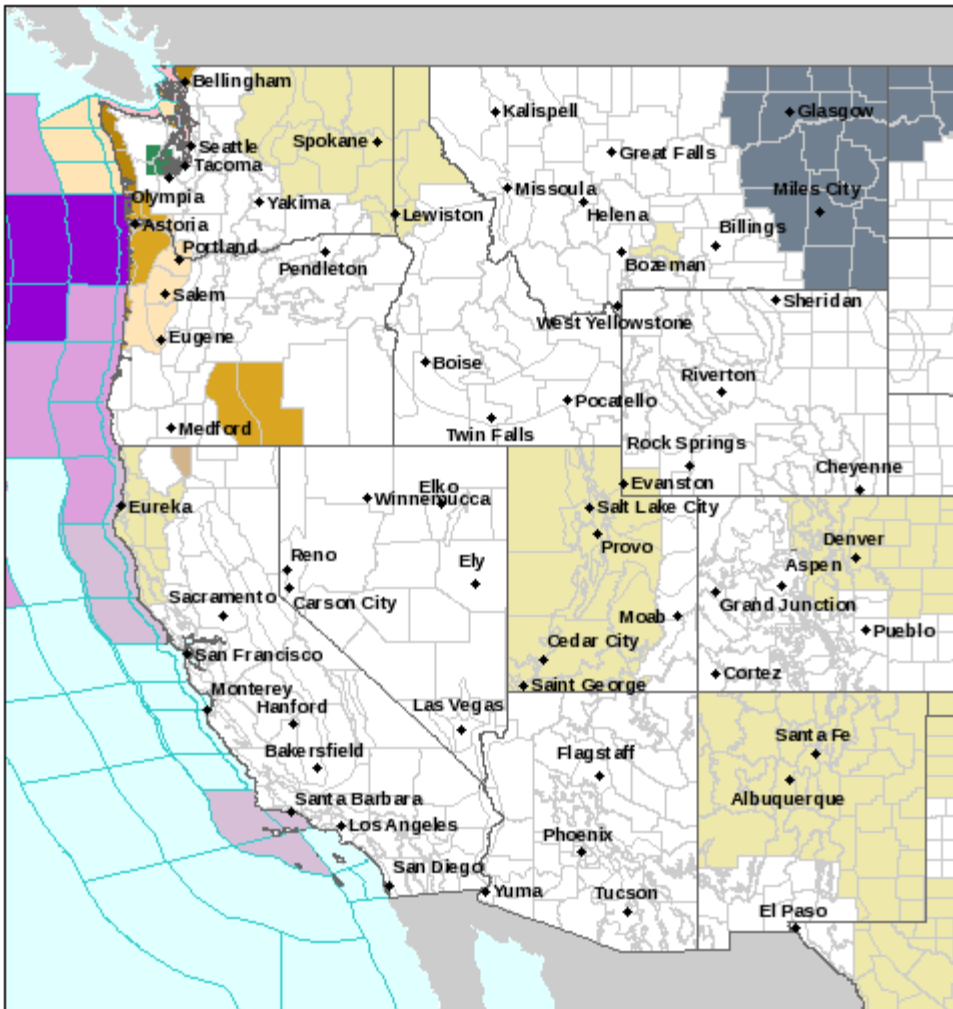 Bellingham
Kalispell
Glasgow
Seattle
Spokane
Great Falls
Tacoma
Missoula
Miles City
Olympia
Yakima
Lewiston
Helena
Astoria
Billings
Portland
Pendleton
Bozeman
Salem
Sheridan
West Yellowstone
Eugene
Boise
Riverton
Pocatello
Medford
Twin Falls
Rock Springs
Cheyenne
Evanston
Elko
Winnemucca
Eureka
Salt Lake City
Provo
Denver
Reno
Ely
Aspen
Sacramento
Carson City
Grand Junction
Moab
Pueblo
Cedar City
San Francisco
Cortez
Saint George
Monterey
Hanford
Las Vegas
Santa Fe
Bakersfield
Flagstaff
Albuquerque
Santa Barbara
Los Angeles
Phoenix
San Diego
Yuma
Tucson
El Paso